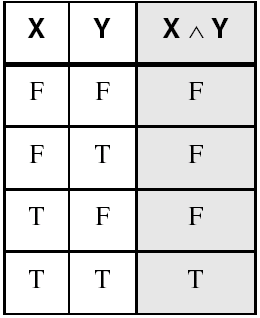 X Y X ∧ Y
F F F
F T F
T F F
T T T